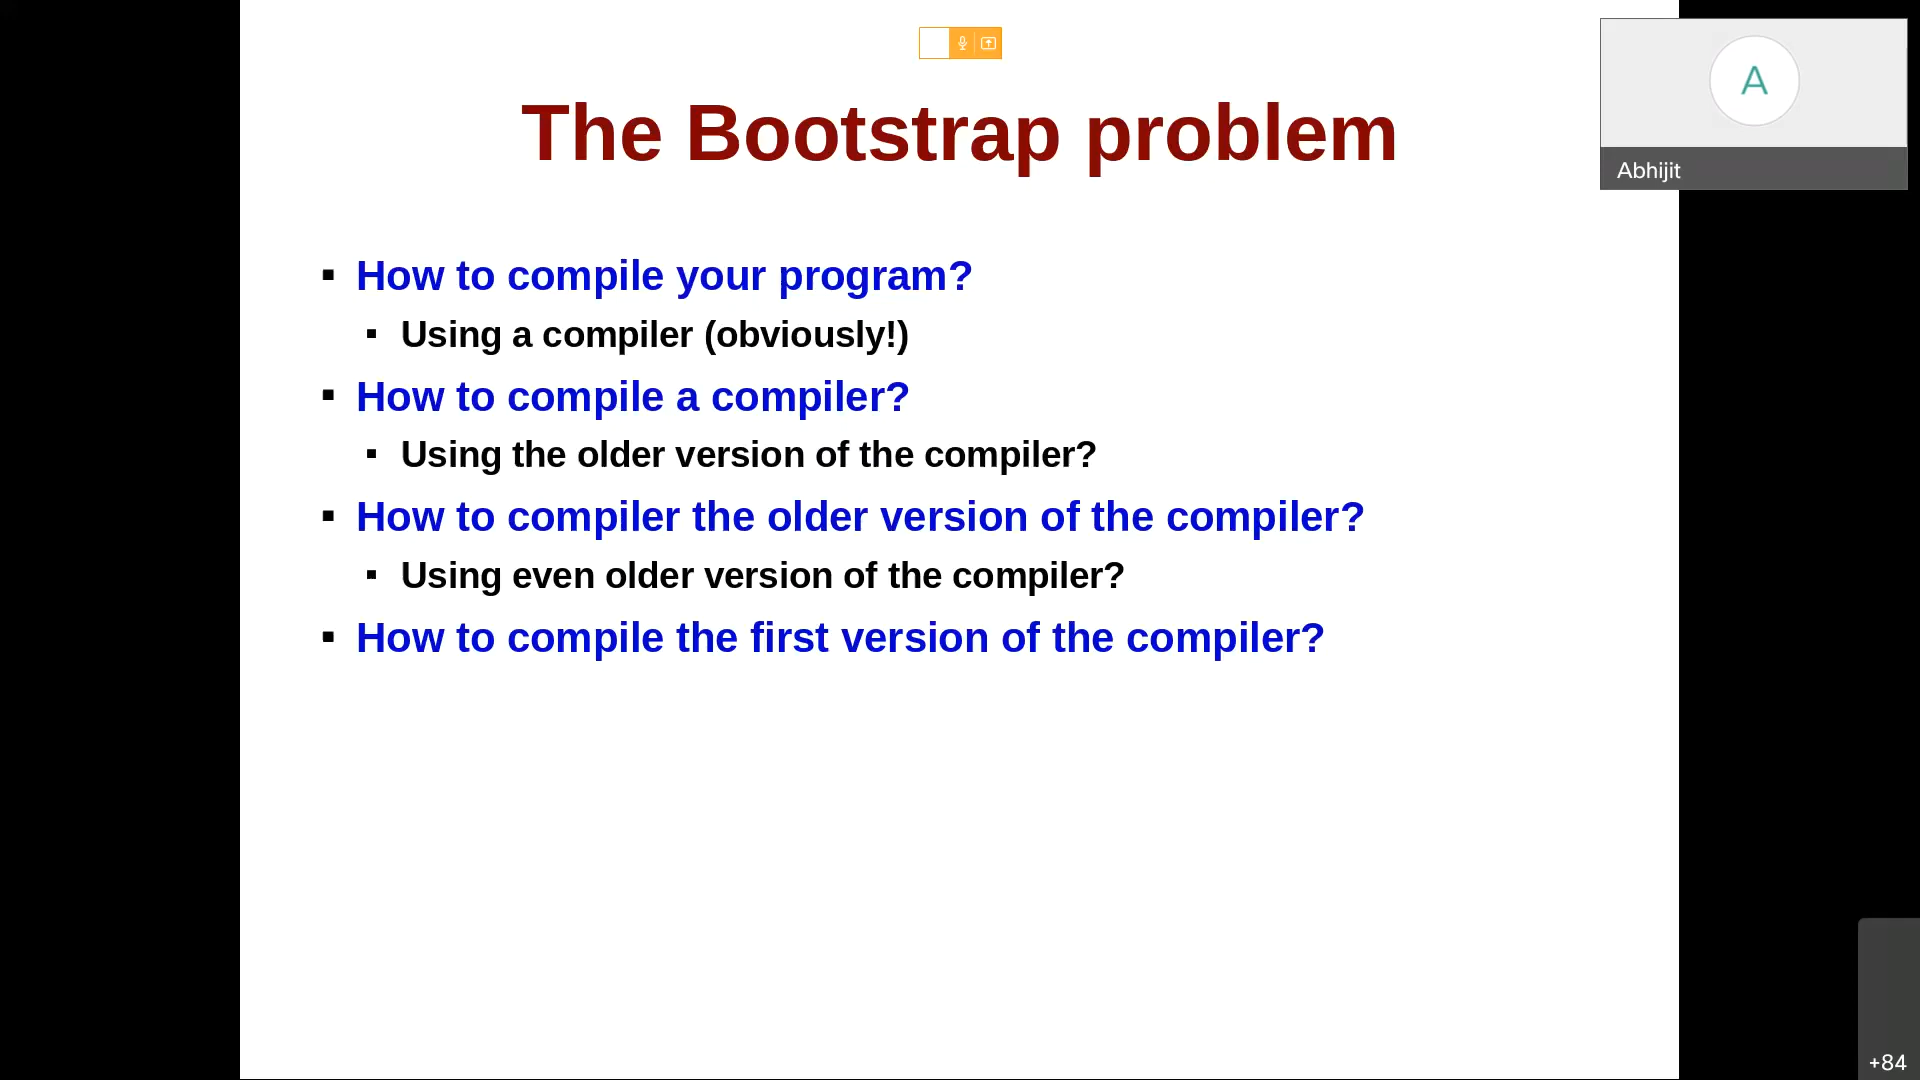 The Bootstrap problem
A
Abhijit
▪ How to compile your program?
▪ Using a compiler (obviously!)
▪ How to compile a compiler?
▪ Using the older version of the compiler?
▪ How to compiler the older version of the compiler?
▪ Using even older version of the compiler?
▪ How to compile the first version of the compiler?
+84